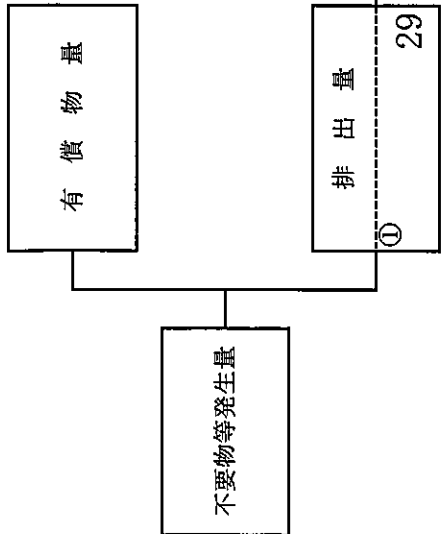 不要物等発生量
有償物量
排出量
①
29